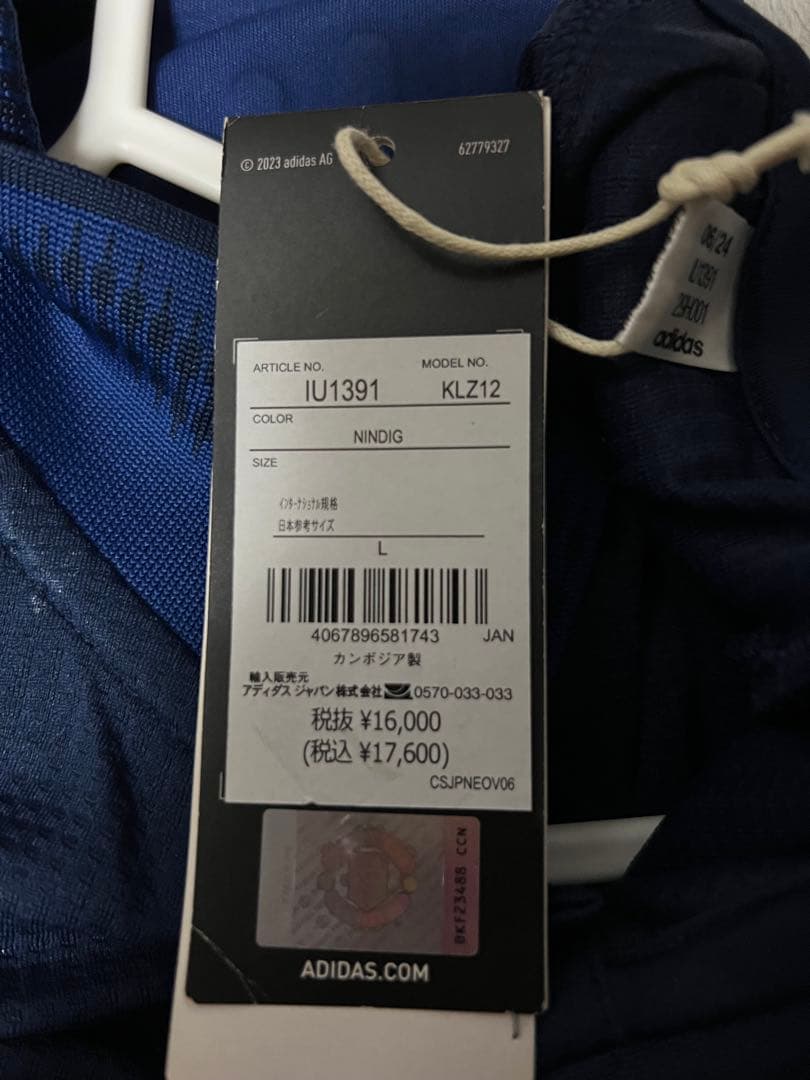 © 2023 adidas AG
62779327
ARTICLE NO.
MODEL NO.
IU1391
KLZ12
COLOR
NINDIG
SIZE
インターナショナル規格
日本参考サイズ
L
4067896581743 JAN
カンボジア製
輸入販売元
アディダス ジャパン株式会社 0570-033-033
税抜 ¥16,000
(税込 ¥17,600)
CSJPNEOV06
BKF23488 CCN
ADIDAS.COM
06/24
IU1391
29H001
adidas